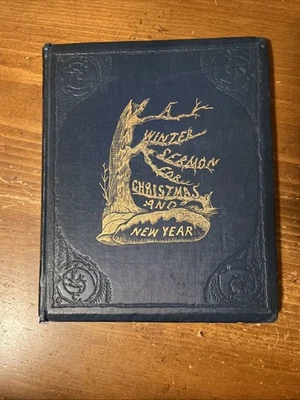 A
WINTER
SERMON
FOR
CHRISTMAS
AND
NEW YEAR